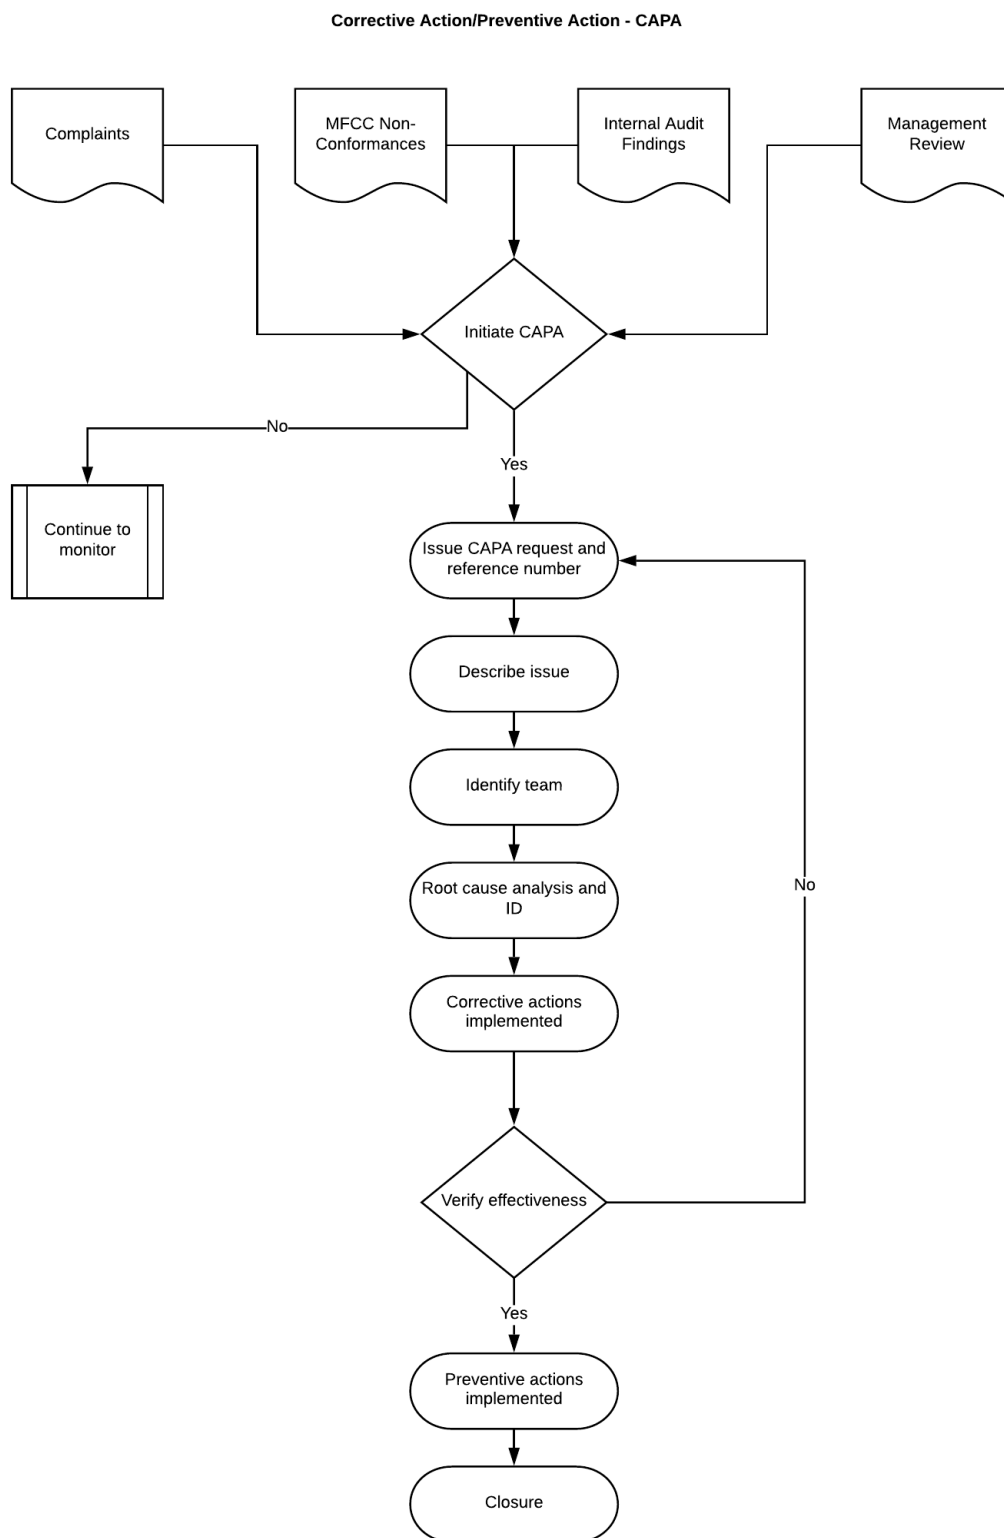 Corrective Action/Preventive Action - CAPA
Complaints
MFCC Non-
Conformances
Internal Audit
Findings
Management
Review
Initiate CAPA
No
Yes
Continue to
monitor
Issue CAPA request and
reference number
Describe issue
Identify team
Root cause analysis and
ID
No
Corrective actions
implemented
Verify effectiveness
Yes
Preventive actions
implemented
Closure